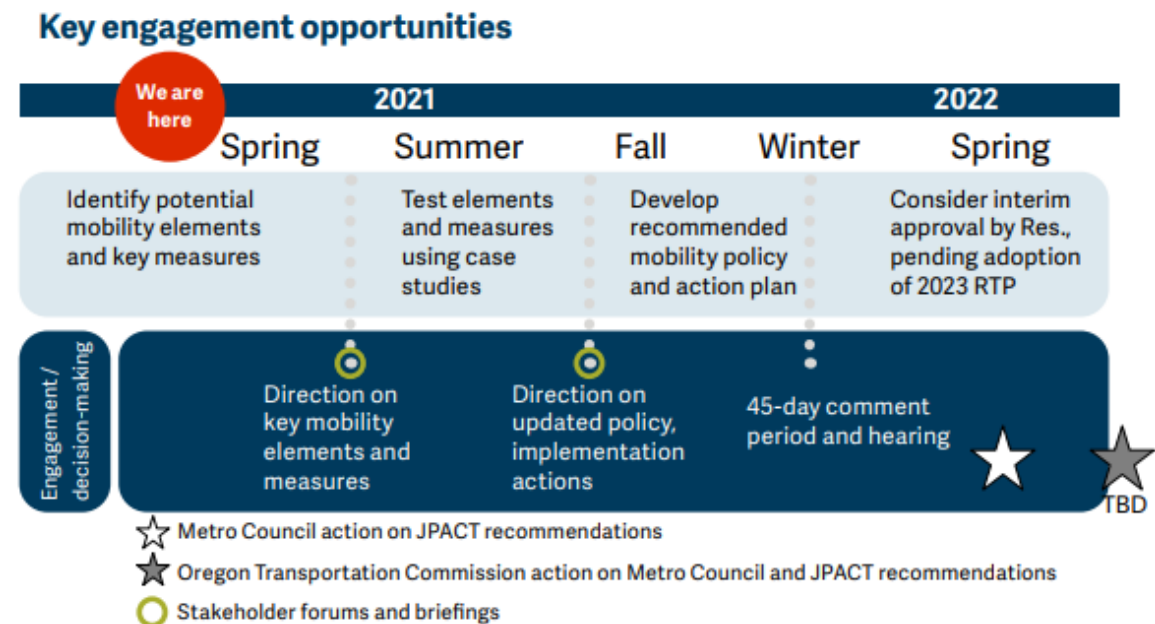 Key engagement opportunities
We are
here
2021
2022
Spring
Summer
Fall
Winter
Spring
Identify potential
mobility elements
and key measures
Test elements
and measures
using case
studies
Develop
recommended
mobility policy
and action plan
Consider interim
approval by Res.,
pending adoption
of 2023 RTP
Engagement /
decision-making
Direction on
key mobility
elements and
measures
Direction on
updated policy,
implementation
actions
45-day comment
period and hearing
TBD
Metro Council action on JPACT recommendations
Oregon Transportation Commission action on Metro Council and JPACT recommendations
Stakeholder forums and briefings